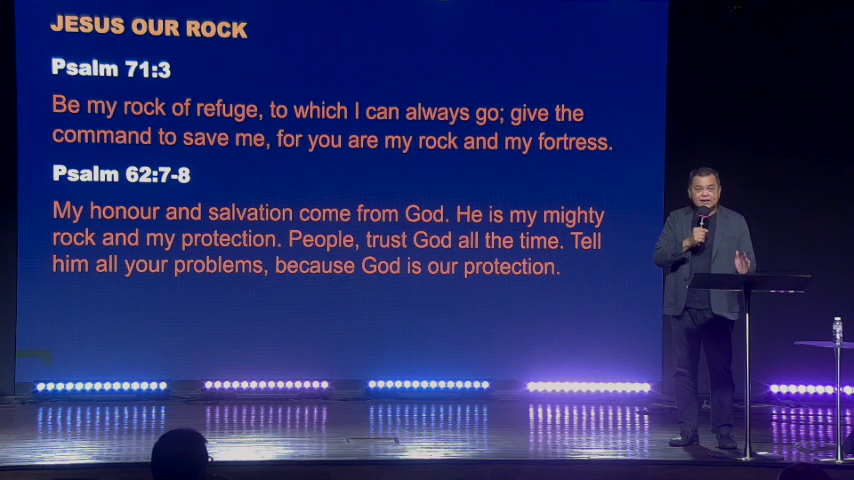 JESUS OUR ROCK
Psalm 71:3
Be my rock of refuge, to which I can always go; give the
command to save me, for you are my rock and my fortress.
Psalm 62:7-8
My honour and salvation come from God. He is my mighty
rock and my protection. People, trust God all the time. Tell
him all your problems, because God is our protection.